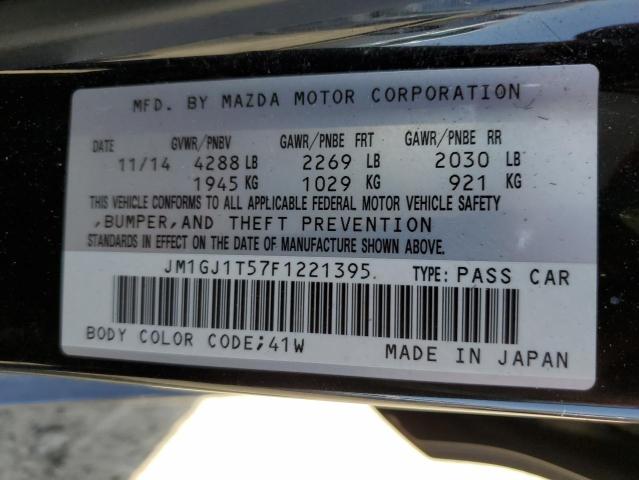 MFD. BY MAZDA MOTOR CORPORATION
DATE GVWR/PNBV GAWR/PNBE FRT GAWR/PNBE RR
11/14 4288 LB 2269 LB 2030 LB
1945 KG 1029 KG 921 KG
THIS VEHICLE CONFORMS TO ALL APPLICABLE FEDERAL MOTOR VEHICLE SAFETY
,BUMPER,AND THEFT PREVENTION
STANDARDS IN EFFECT ON THE DATE OF MANUFACTURE SHOWN ABOVE.
JM1GJ1T57F1221395. TYPE: PASS CAR
BODY COLOR CODE;41W MADE IN JAPAN